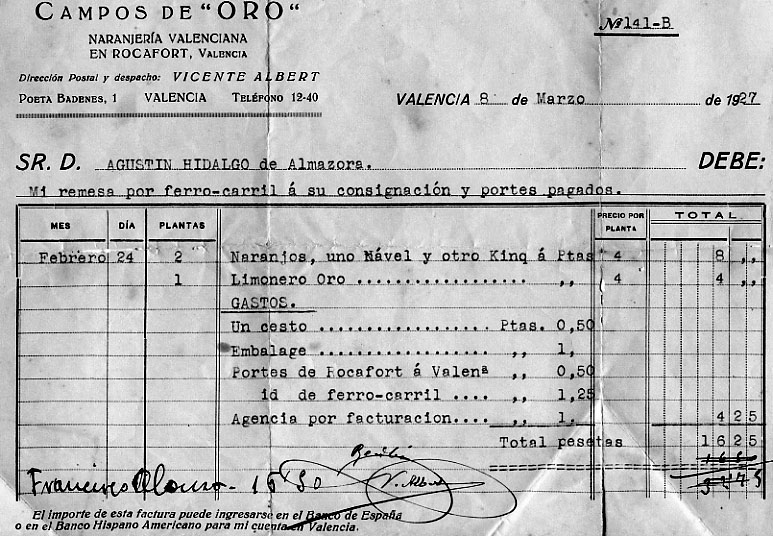 CAMPOS DE "ORO"
NARANJERÍA VALENCIANA
EN ROCAFORT, VALENCIA
Dirección Postal y despacho: VICENTE ALBERT
POETA BADENES, 1 VALENCIA TELÉFONO 12-40
Nº 141-B
VALENCIA 8 de Marzo de 1927
SR. D. AGUSTIN HIDALGO de Almazora. DEBE:
Mi remesa por ferro-carril á su consignación y portes pagados.
MES DÍA PLANTAS PRECIO POR PLANTA TOTAL
Febrero 24 2 Naranjos, uno Nável y otro King á Ptas 4 8 ,,
1 Limonero Oro .................. ,, 4 4 ,,
GASTOS.
Un cesto ................ Ptas. 0,50
Embalage ................ ,, 1,
Portes de Rocafort á Valenª ,, 0,50
id de ferro-carril .... ,, 1,25
Agencia por facturacion.... ,, 1. 4 25
Total pesetas 16 25
Recibí
Francisco Alonso - 16 50 V. Albert
El importe de esta factura puede ingresarse en el Banco de España
o en el Banco Hispano Americano para mi cuenta en Valencia.